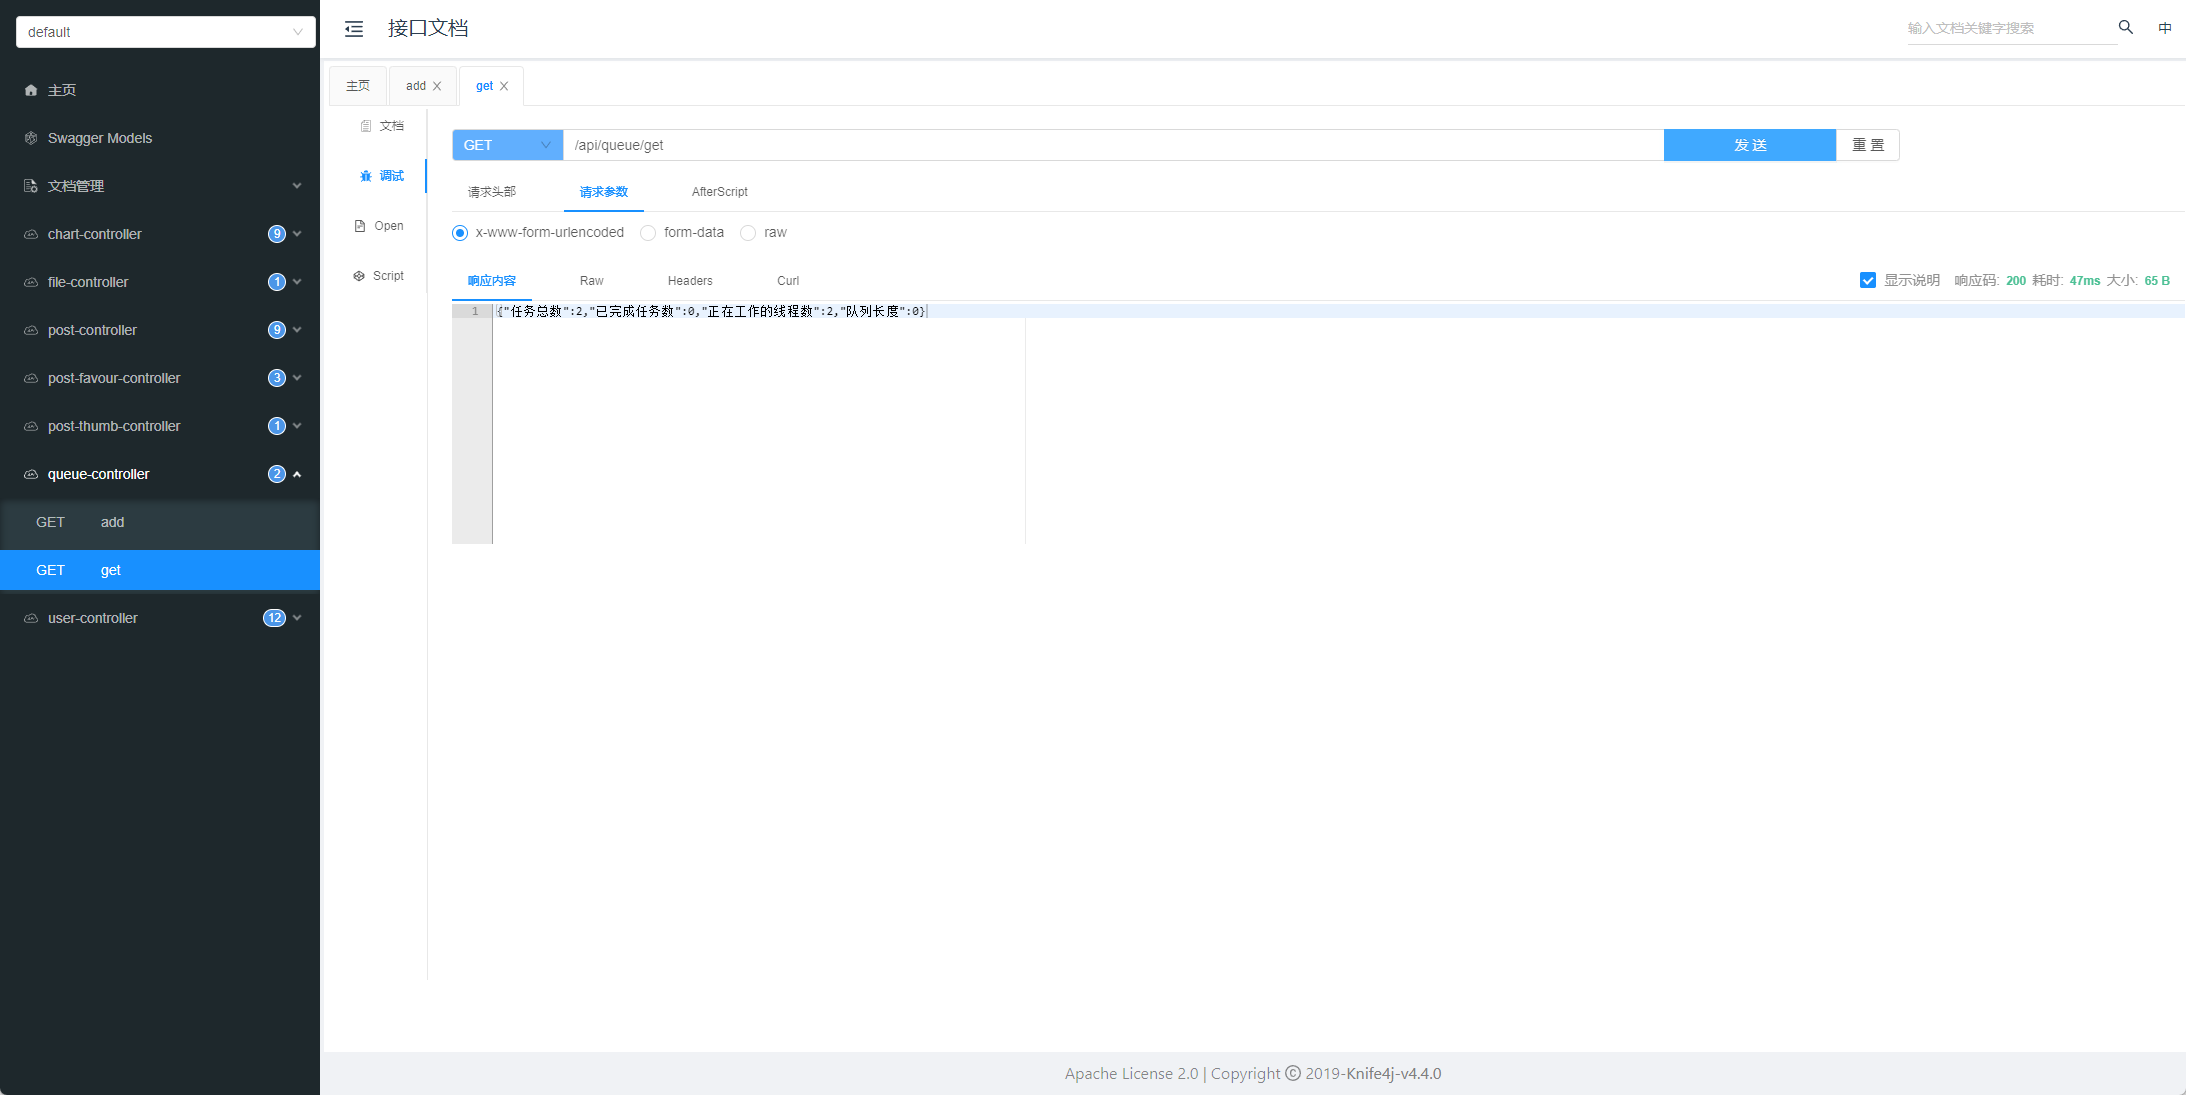 default
主页
Swagger Models
文档管理
chart-controller 9
file-controller 1
post-controller 9
post-favour-controller 3
post-thumb-controller 1
queue-controller 2
GET add
GET get
user-controller 12
接口文档
输入文档关键字搜索
中
主页 add get
文档
调试
Open
Script
GET /api/queue/get 发 送 重 置
请求头部 请求参数 AfterScript
x-www-form-urlencoded form-data raw
响应内容 Raw Headers Curl 显示说明 响应码: 200 耗时: 47ms 大小: 65 B
1 {"任务总数":2,"已完成任务数":0,"正在工作的线程数":2,"队列长度":0}
Apache License 2.0 | Copyright © 2019-Knife4j-v4.4.0